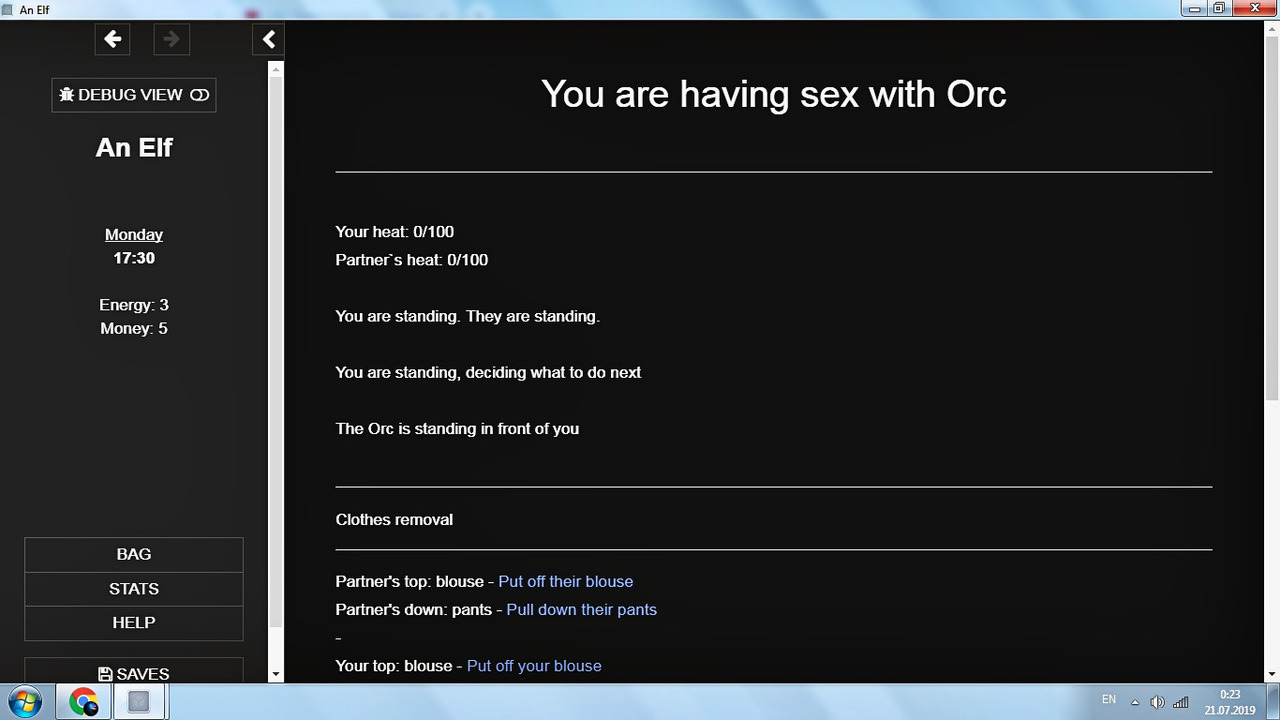 An Elf
DEBUG VIEW
An Elf
Monday
17:30
Energy: 3
Money: 5
BAG
STATS
HELP
SAVES
You are having sex with Orc
Your heat: 0/100
Partner`s heat: 0/100
You are standing. They are standing.
You are standing, deciding what to do next
The Orc is standing in front of you
Clothes removal
Partner's top: blouse - Put off their blouse
Partner's down: pants - Pull down their pants
-
Your top: blouse - Put off your blouse
EN
0:23
21.07.2019